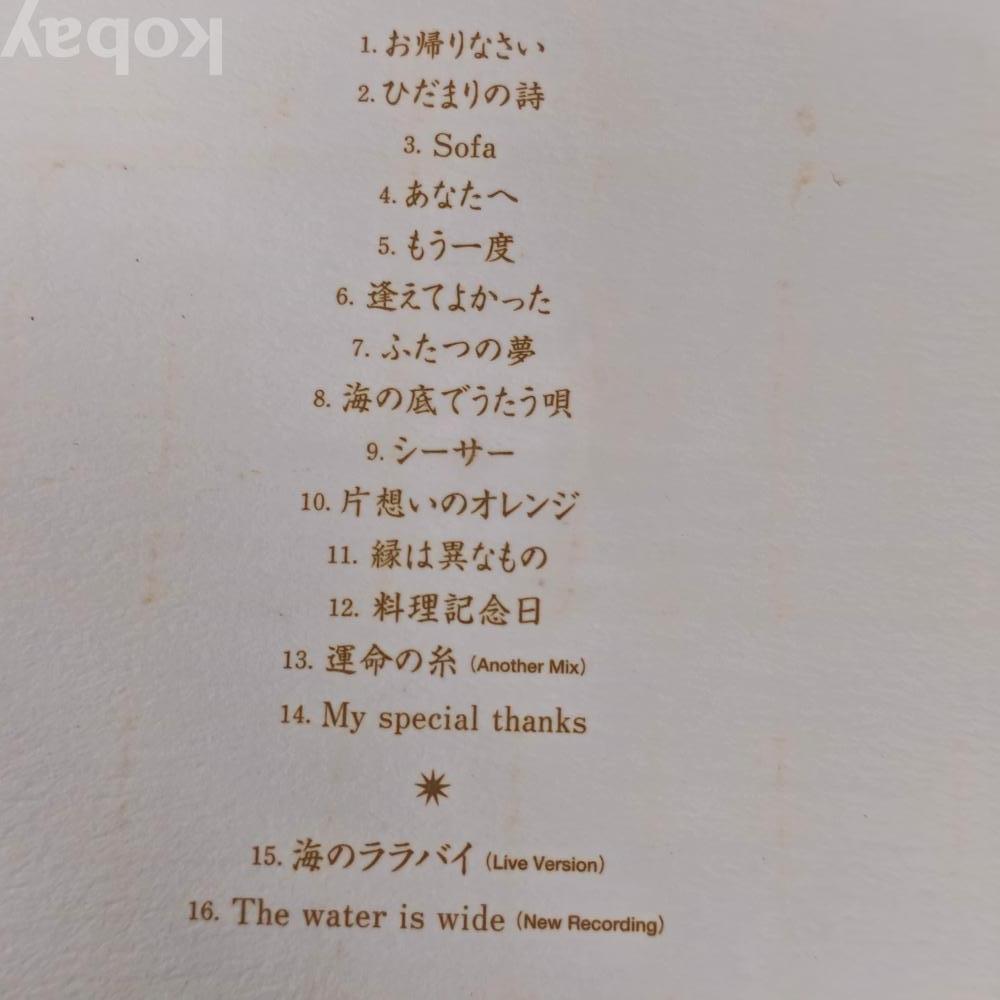 kobay
1. お帰りなさい
2. ひだまりの詩
3. Sofa
4. あなたへ
5. もう一度
6. 逢えてよかった
7. ふたつの夢
8. 海の底でうたう唄
9. シーサー
10. 片想いのオレンジ
11. 縁は異なもの
12. 料理記念日
13. 運命の糸 (Another Mix)
14. My special thanks
15. 海のララバイ (Live Version)
16. The water is wide (New Recording)